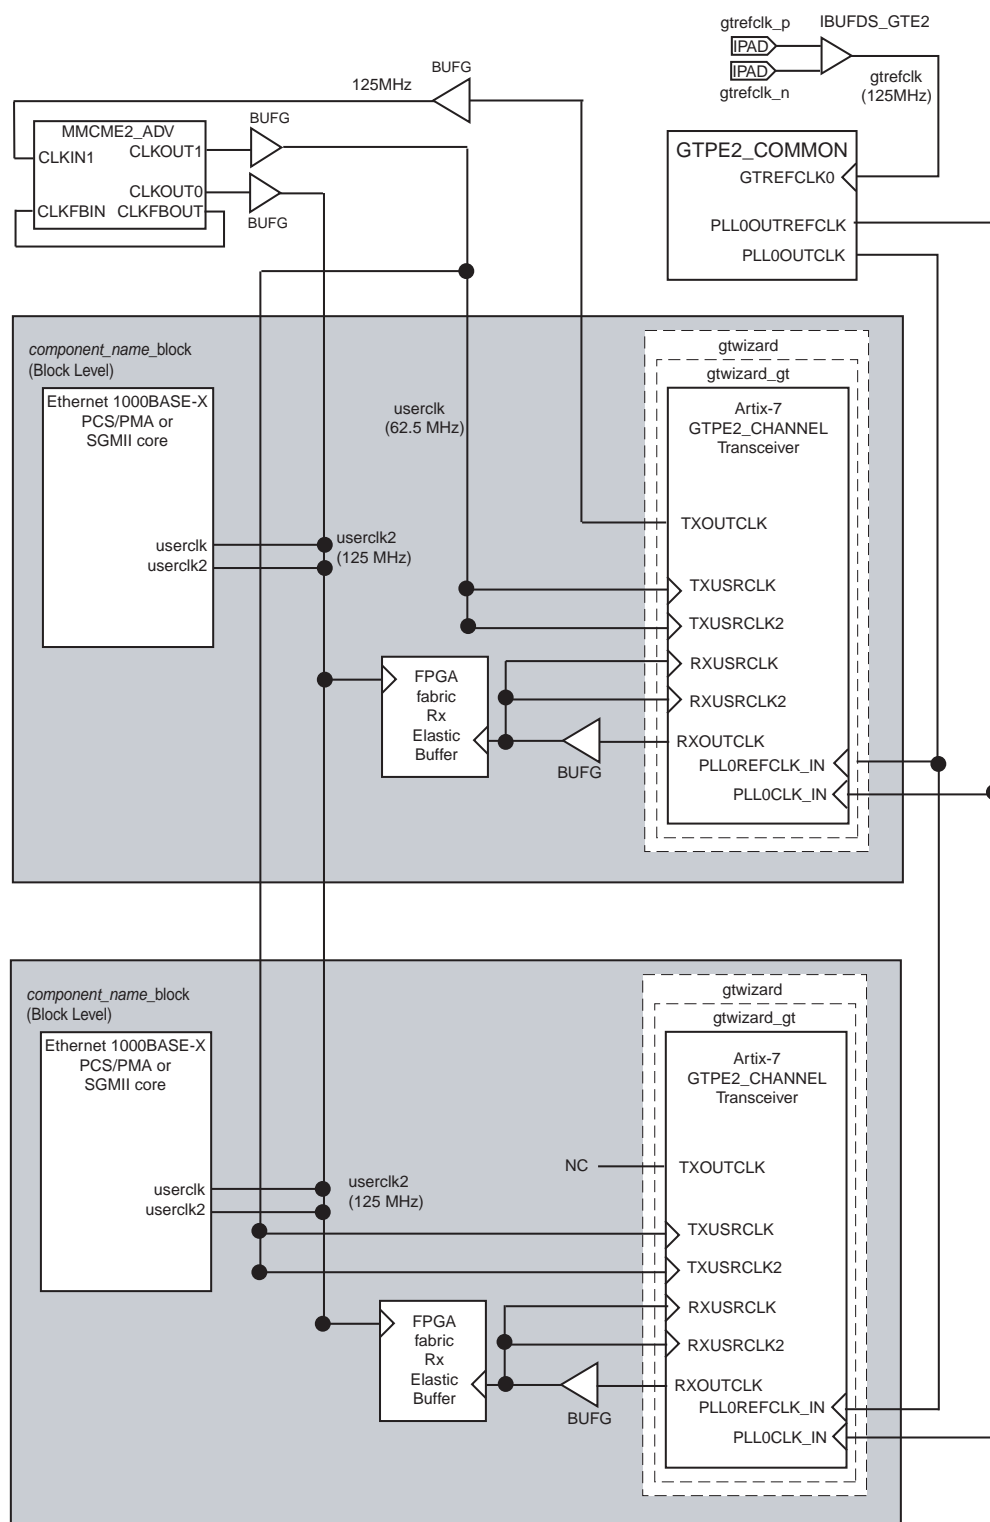 gtrefclk_p
IBUFDS_GTE2
IPAD
IPAD
gtrefclk_n
gtrefclk
(125MHz)
BUFG
125MHz
MMCME2_ADV
CLKIN1
CLKOUT1
CLKOUT0
CLKFBIN
CLKFBOUT
BUFG
BUFG
GTPE2_COMMON
GTREFCLK0
PLL0OUTREFCLK
PLL0OUTCLK
component_name_block
(Block Level)
Ethernet 1000BASE-X
PCS/PMA or
SGMII core
userclk
userclk2
userclk2
(125 MHz)
userclk
(62.5 MHz)
gtwizard
gtwizard_gt
Artix-7
GTPE2_CHANNEL
Transceiver
TXOUTCLK
TXUSRCLK
TXUSRCLK2
RXUSRCLK
RXUSRCLK2
RXOUTCLK
PLL0REFCLK_IN
PLL0CLK_IN
FPGA
fabric
Rx
Elastic
Buffer
BUFG
component_name_block
(Block Level)
Ethernet 1000BASE-X
PCS/PMA or
SGMII core
userclk
userclk2
userclk2
(125 MHz)
gtwizard
gtwizard_gt
Artix-7
GTPE2_CHANNEL
Transceiver
NC
TXOUTCLK
TXUSRCLK
TXUSRCLK2
RXUSRCLK
RXUSRCLK2
RXOUTCLK
PLL0REFCLK_IN
PLL0CLK_IN
FPGA
fabric
Rx
Elastic
Buffer
BUFG